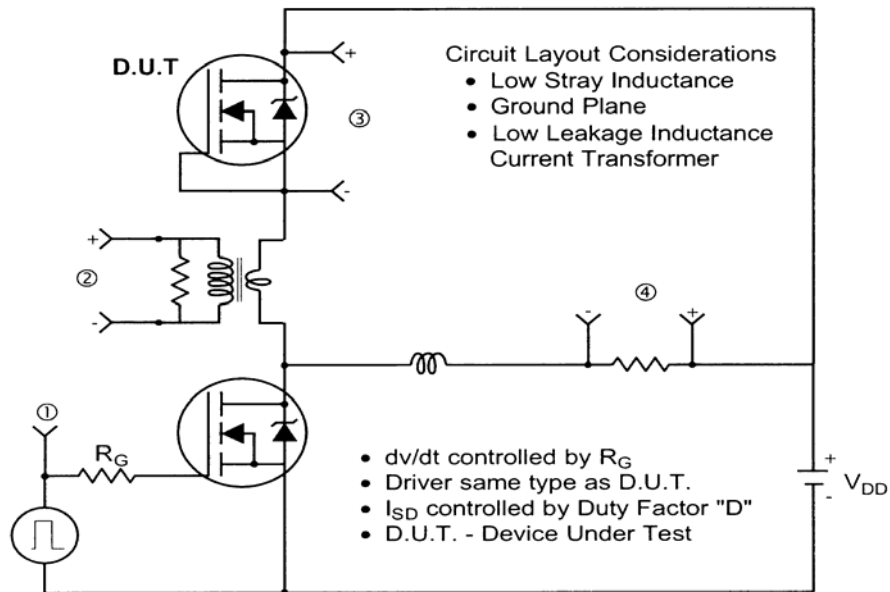 D.U.T
+
③
-
Circuit Layout Considerations
• Low Stray Inductance
• Ground Plane
• Low Leakage Inductance
Current Transformer
+
②
-
④
-
+
①
R_G
• dv/dt controlled by R_G
• Driver same type as D.U.T.
• I_SD controlled by Duty Factor "D"
• D.U.T. - Device Under Test
+
V_DD
-